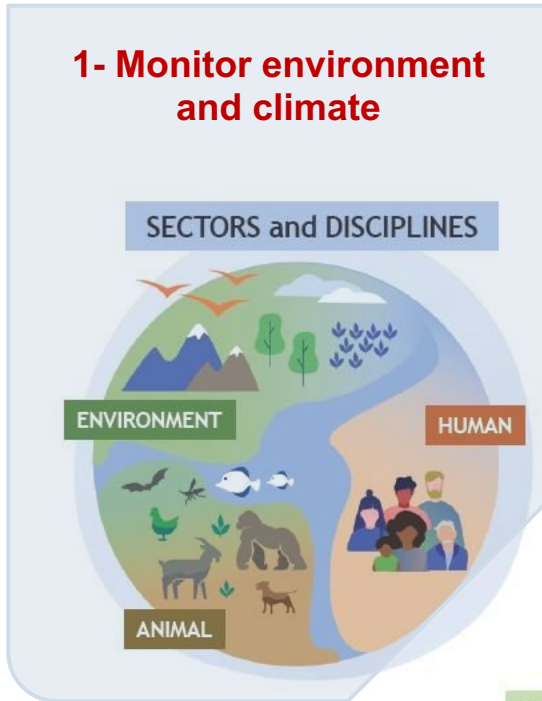 1- Monitor environment
and climate
SECTORS and DISCIPLINES
ENVIRONMENT
HUMAN
ANIMAL